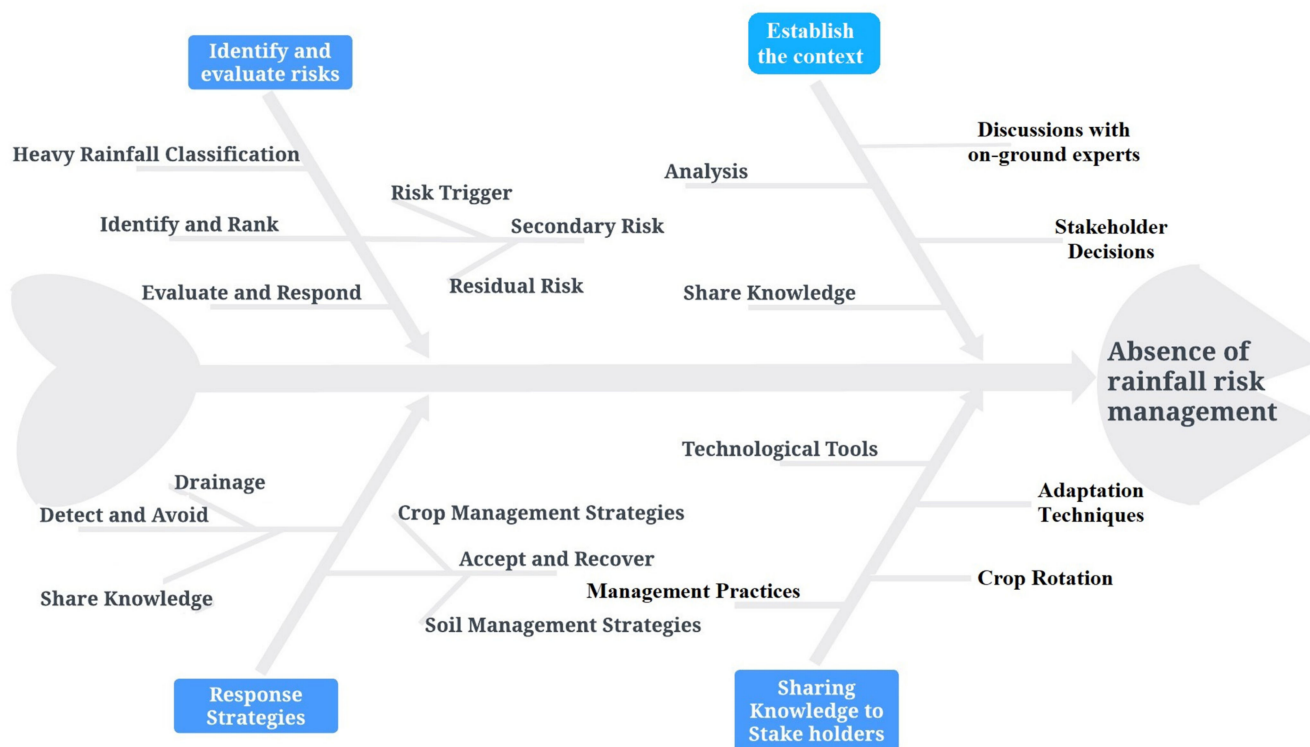 Identify and
evaluate risks
Establish
the context
Heavy Rainfall Classification
Identify and Rank
Evaluate and Respond
Risk Trigger
Secondary Risk
Residual Risk
Analysis
Share Knowledge
Discussions with
on-ground experts
Stakeholder
Decisions
Absence of
rainfall risk
management
Drainage
Detect and Avoid
Share Knowledge
Crop Management Strategies
Accept and Recover
Soil Management Strategies
Technological Tools
Management Practices
Adaptation
Techniques
Crop Rotation
Response
Strategies
Sharing
Knowledge to
Stake holders